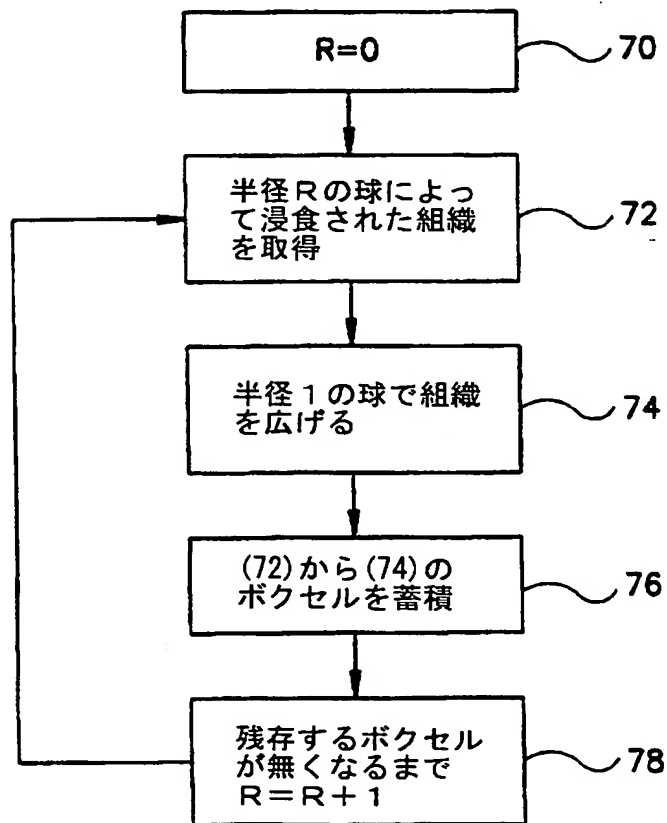 R=0
70
半径Rの球によっ
て浸食された組織
を取得
72
半径1の球で組織
を広げる
74
(72)から(74)の
ボクセルを蓄積
76
残存するボクセル
が無くなるまで
R=R+1
78